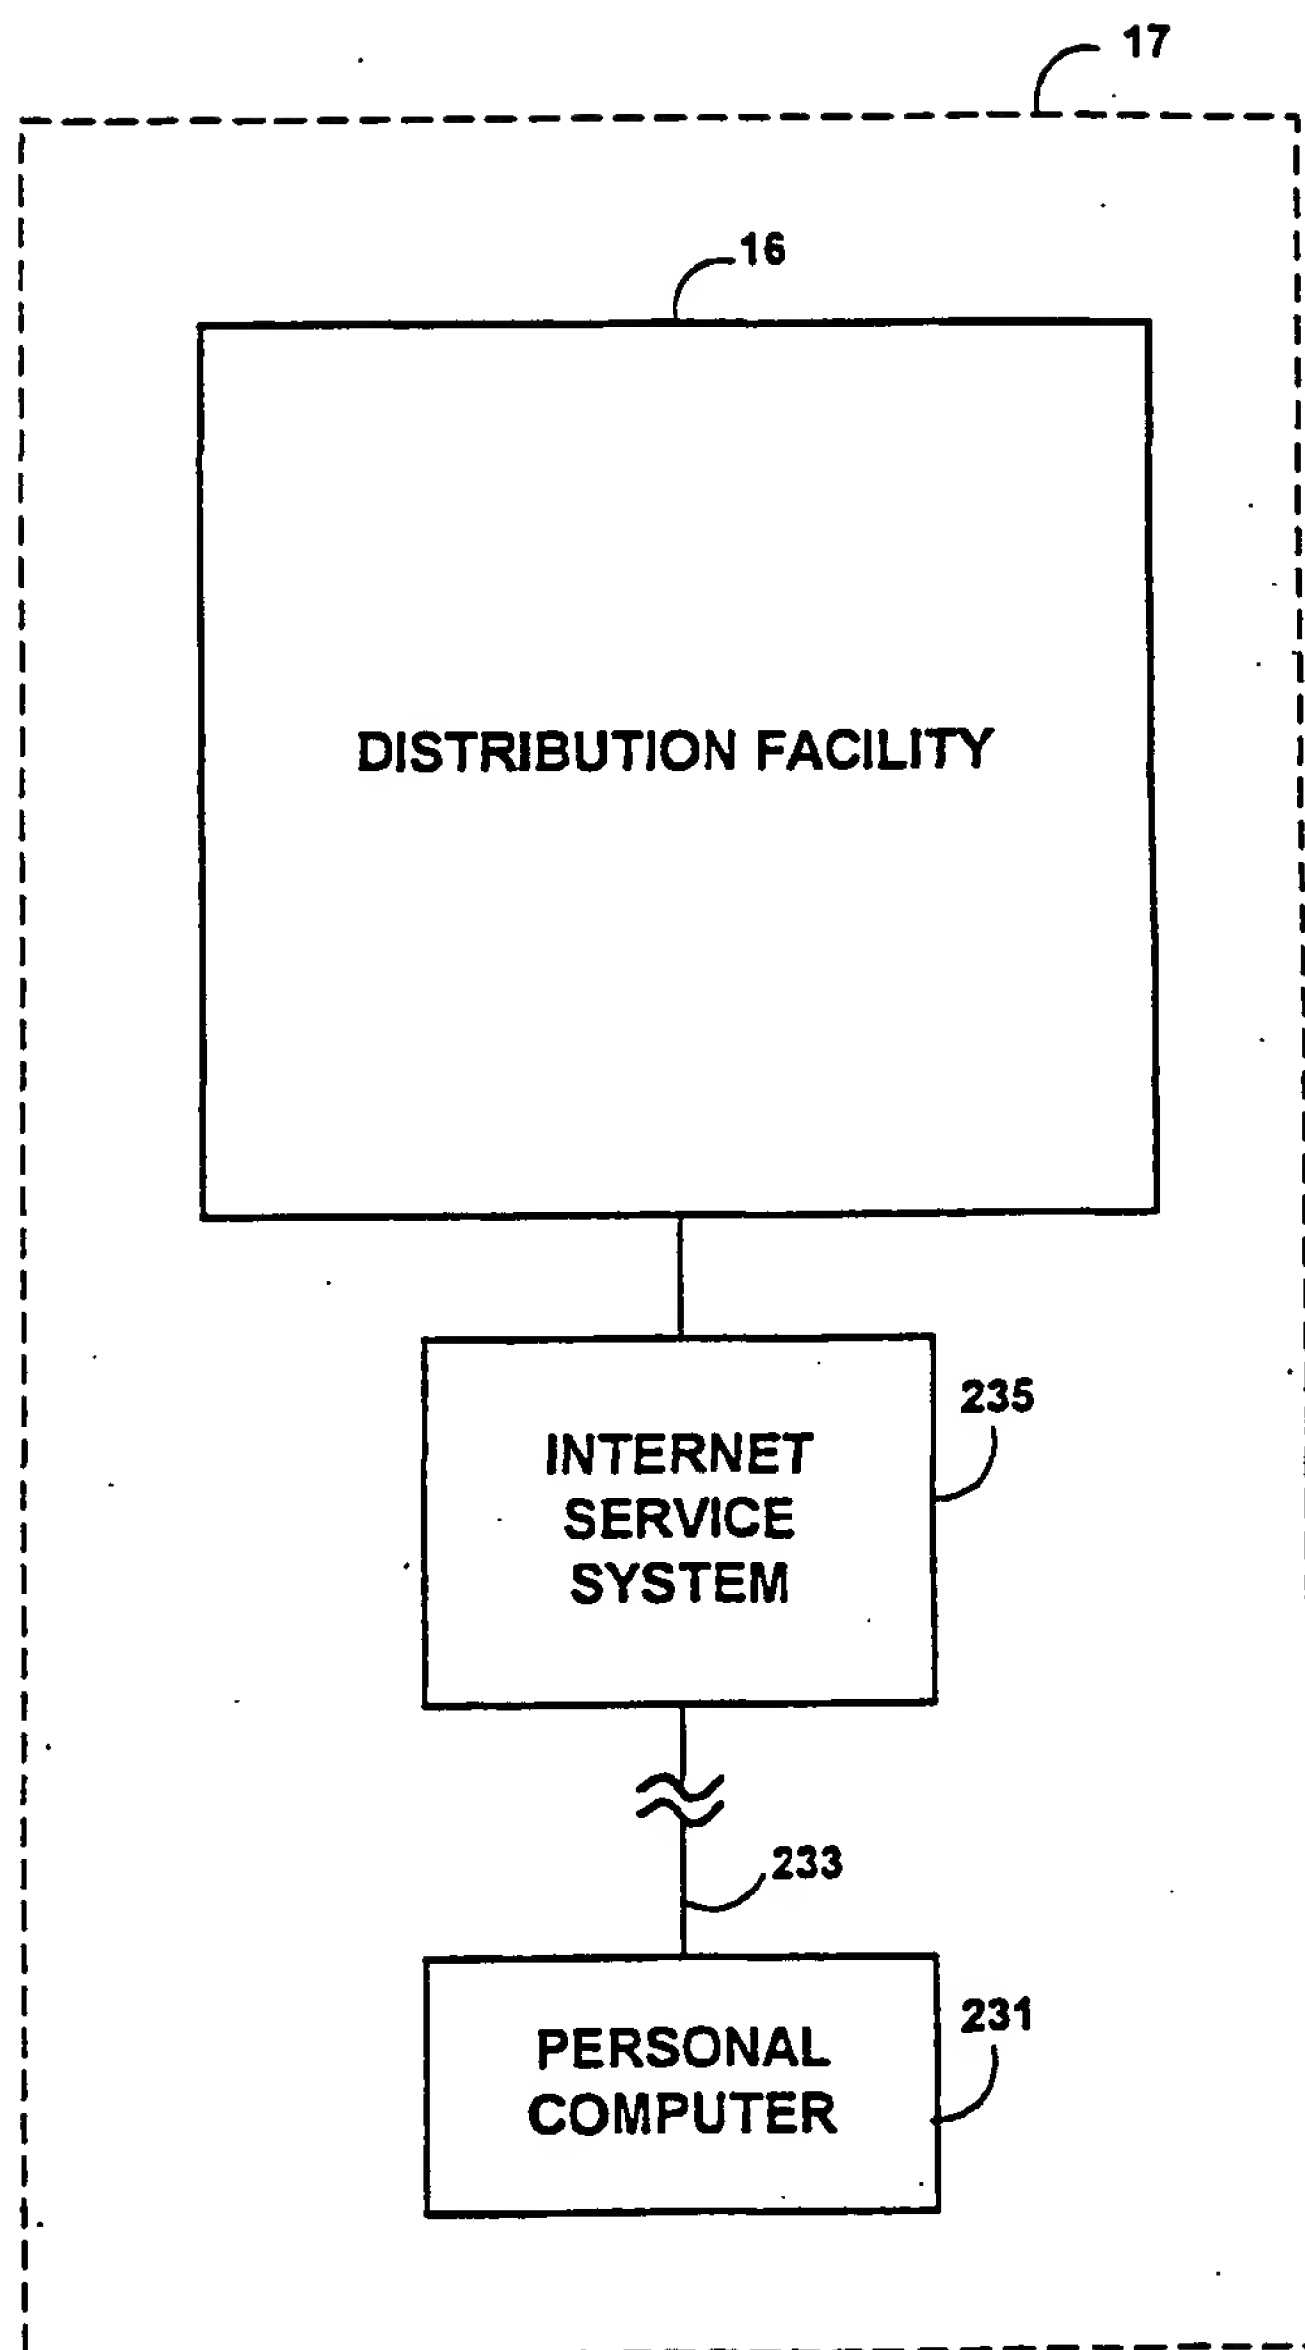 17
16
DISTRIBUTION FACILITY
235
INTERNET
SERVICE
SYSTEM
233
231
PERSONAL
COMPUTER